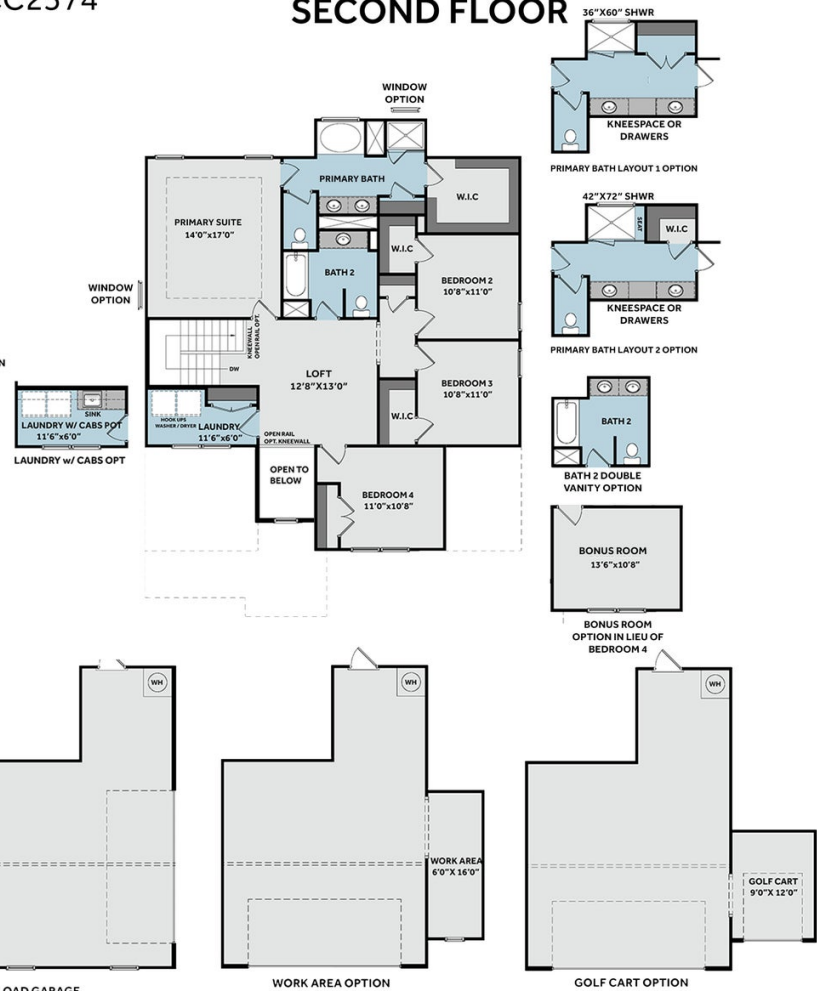 SECOND FLOOR
36"X60" SHWR
KNEESPACE OR
DRAWERS
PRIMARY BATH LAYOUT 1 OPTION
WINDOW
OPTION
PRIMARY BATH
W.I.C
PRIMARY SUITE
14'0"x17'0"
W.I.C
BATH 2
BEDROOM 2
10'8"x11'0"
WINDOW
OPTION
42"X72" SHWR
SEAT
W.I.C
KNEESPACE OR
DRAWERS
PRIMARY BATH LAYOUT 2 OPTION
KNEEWALL
OPEN RAIL OPT.
DW
LOFT
12'8"X13'0"
BEDROOM 3
10'8"x11'0"
W.I.C
SINK
LAUNDRY W/ CABS POT
11'6"x6'0"
LAUNDRY w/ CABS OPT
HOOK UPS
WASHER / DRYER
LAUNDRY
11'6"x6'0"
OPEN RAIL
OPT. KNEEWALL
OPEN TO
BELOW
BEDROOM 4
11'0"x10'8"
BATH 2
BATH 2 DOUBLE
VANITY OPTION
BONUS ROOM
13'6"x10'8"
BONUS ROOM
OPTION IN LIEU OF
BEDROOM 4
WH
WH
WORK AREA
6'0"X 16'0"
WORK AREA OPTION
WH
GOLF CART
9'0"X 12'0"
GOLF CART OPTION